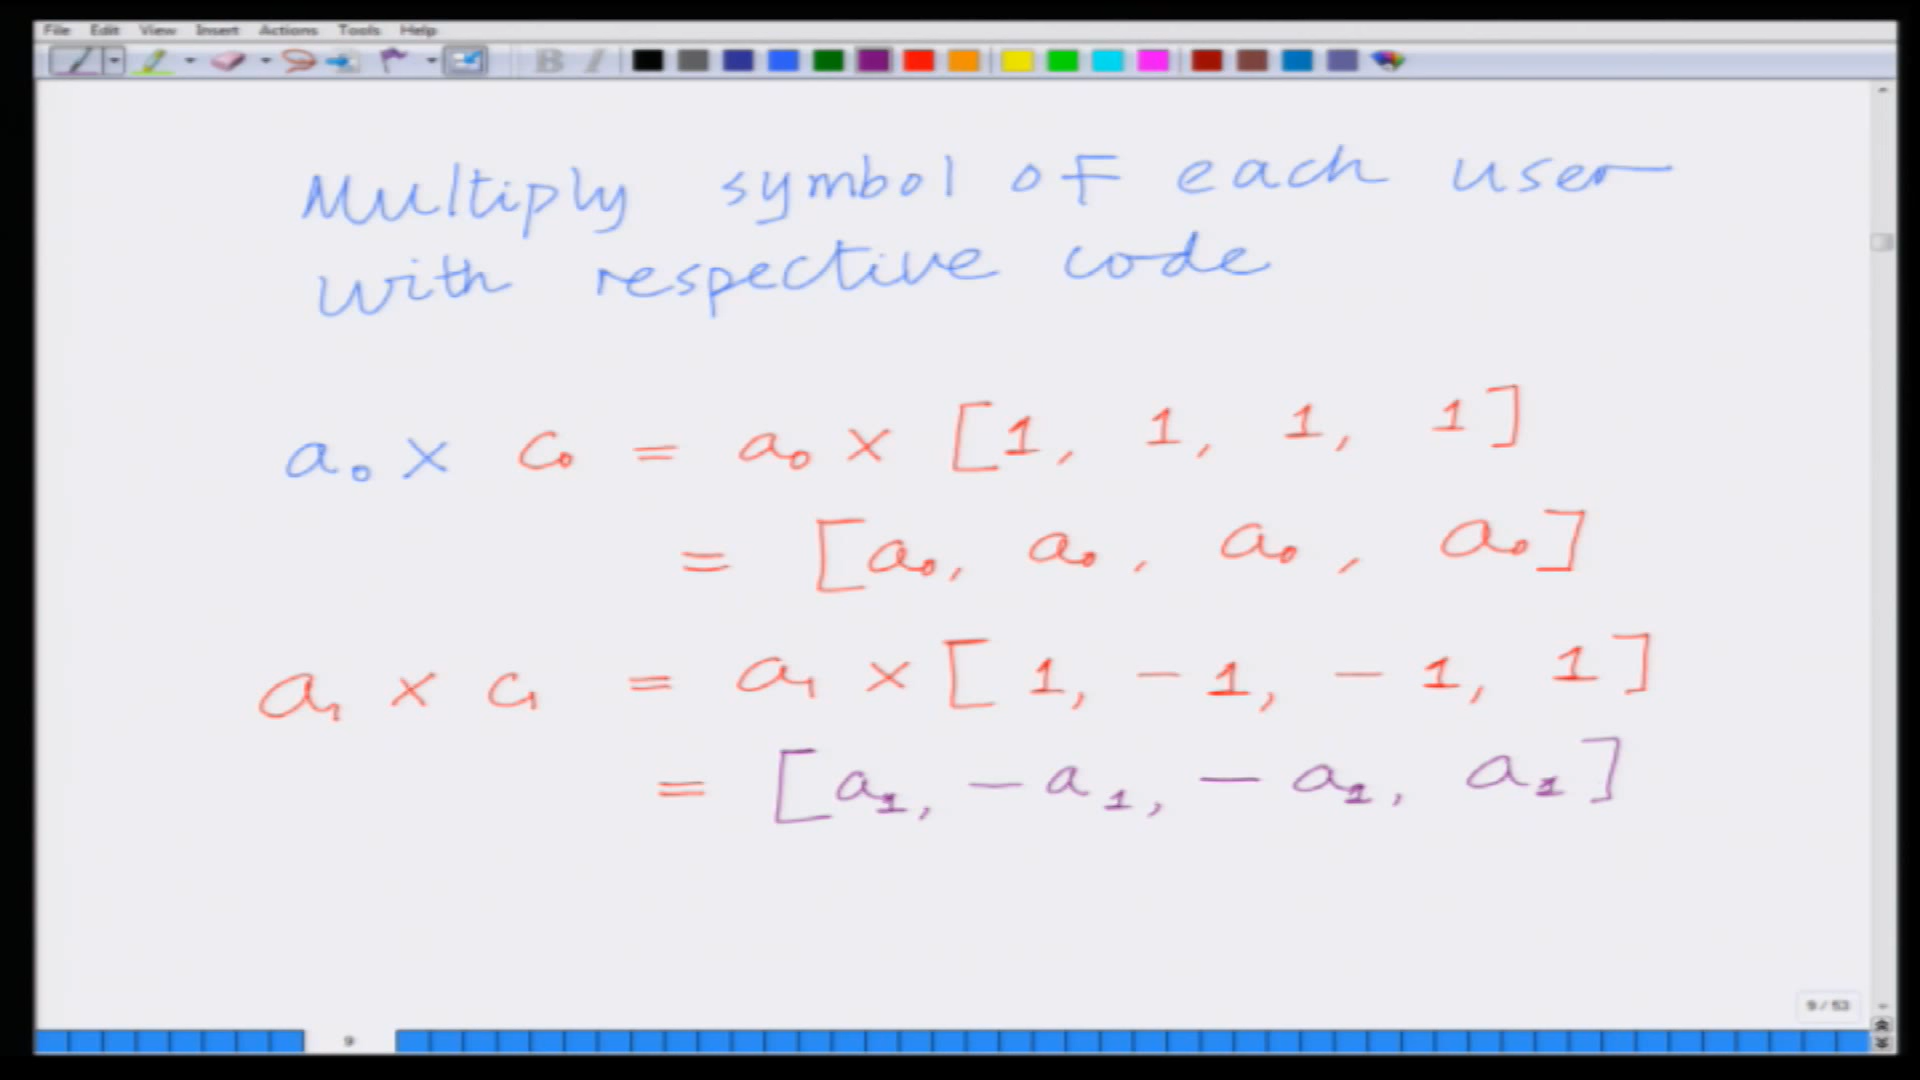 File Edit View Insert Actions Tools Help
B I
Multiply symbol of each user
with respective code
a₀ × c₀ = a₀ × [1, 1, 1, 1]
= [a₀, a₀, a₀, a₀]
a₁ × c₁ = a₁ × [1, -1, -1, 1]
= [a₁, -a₁, -a₁, a₁]
9 / 53
9